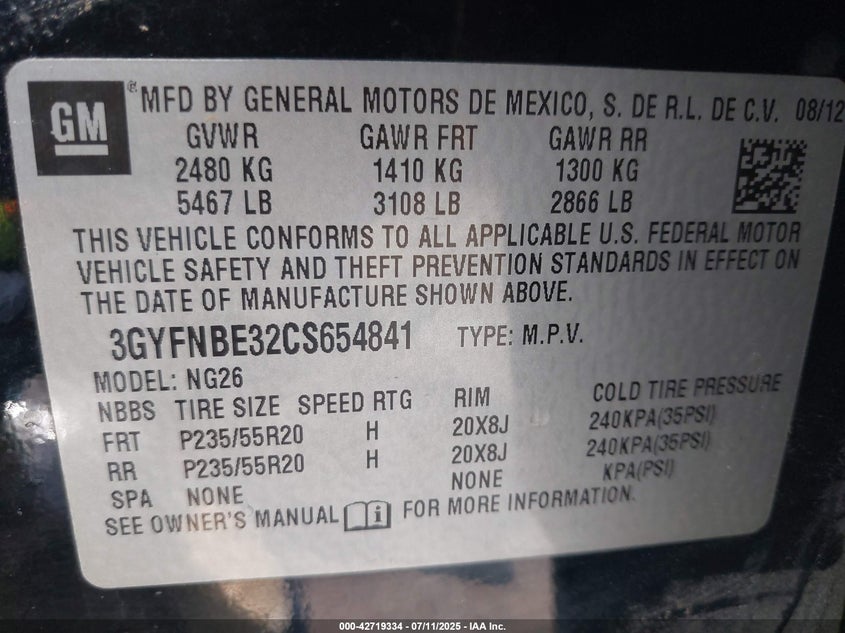 GM ® MFD BY GENERAL MOTORS DE MEXICO, S. DE R.L. DE C.V. 08/12
GVWR GAWR FRT GAWR RR
2480 KG 1410 KG 1300 KG
5467 LB 3108 LB 2866 LB
THIS VEHICLE CONFORMS TO ALL APPLICABLE U.S. FEDERAL MOTOR
VEHICLE SAFETY AND THEFT PREVENTION STANDARDS IN EFFECT ON
THE DATE OF MANUFACTURE SHOWN ABOVE.
3GYFNBE32CS654841 TYPE: M.P.V.
MODEL: NG26
NBBS TIRE SIZE SPEED RTG RIM COLD TIRE PRESSURE
FRT P235/55R20 H 20X8J 240KPA(35PSI)
RR P235/55R20 H 20X8J 240KPA(35PSI)
SPA NONE NONE KPA(PSI)
SEE OWNER'S MANUAL i FOR MORE INFORMATION.
000-42719334 - 07/11/2025 - IAA Inc.